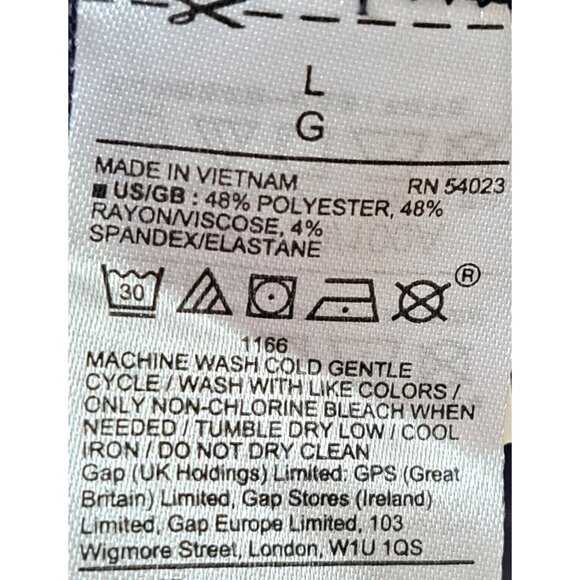 L
G
MADE IN VIETNAM RN 54023
US/GB : 48% POLYESTER, 48%
RAYON/VISCOSE, 4%
SPANDEX/ELASTANE
30 ®
1166
MACHINE WASH COLD GENTLE
CYCLE / WASH WITH LIKE COLORS /
ONLY NON-CHLORINE BLEACH WHEN
NEEDED / TUMBLE DRY LOW / COOL
IRON / DO NOT DRY CLEAN
Gap (UK Holdings) Limited: GPS (Great
Britain) Limited, Gap Stores (Ireland)
Limited, Gap Europe Limited, 103
Wigmore Street, London, W1U 1QS